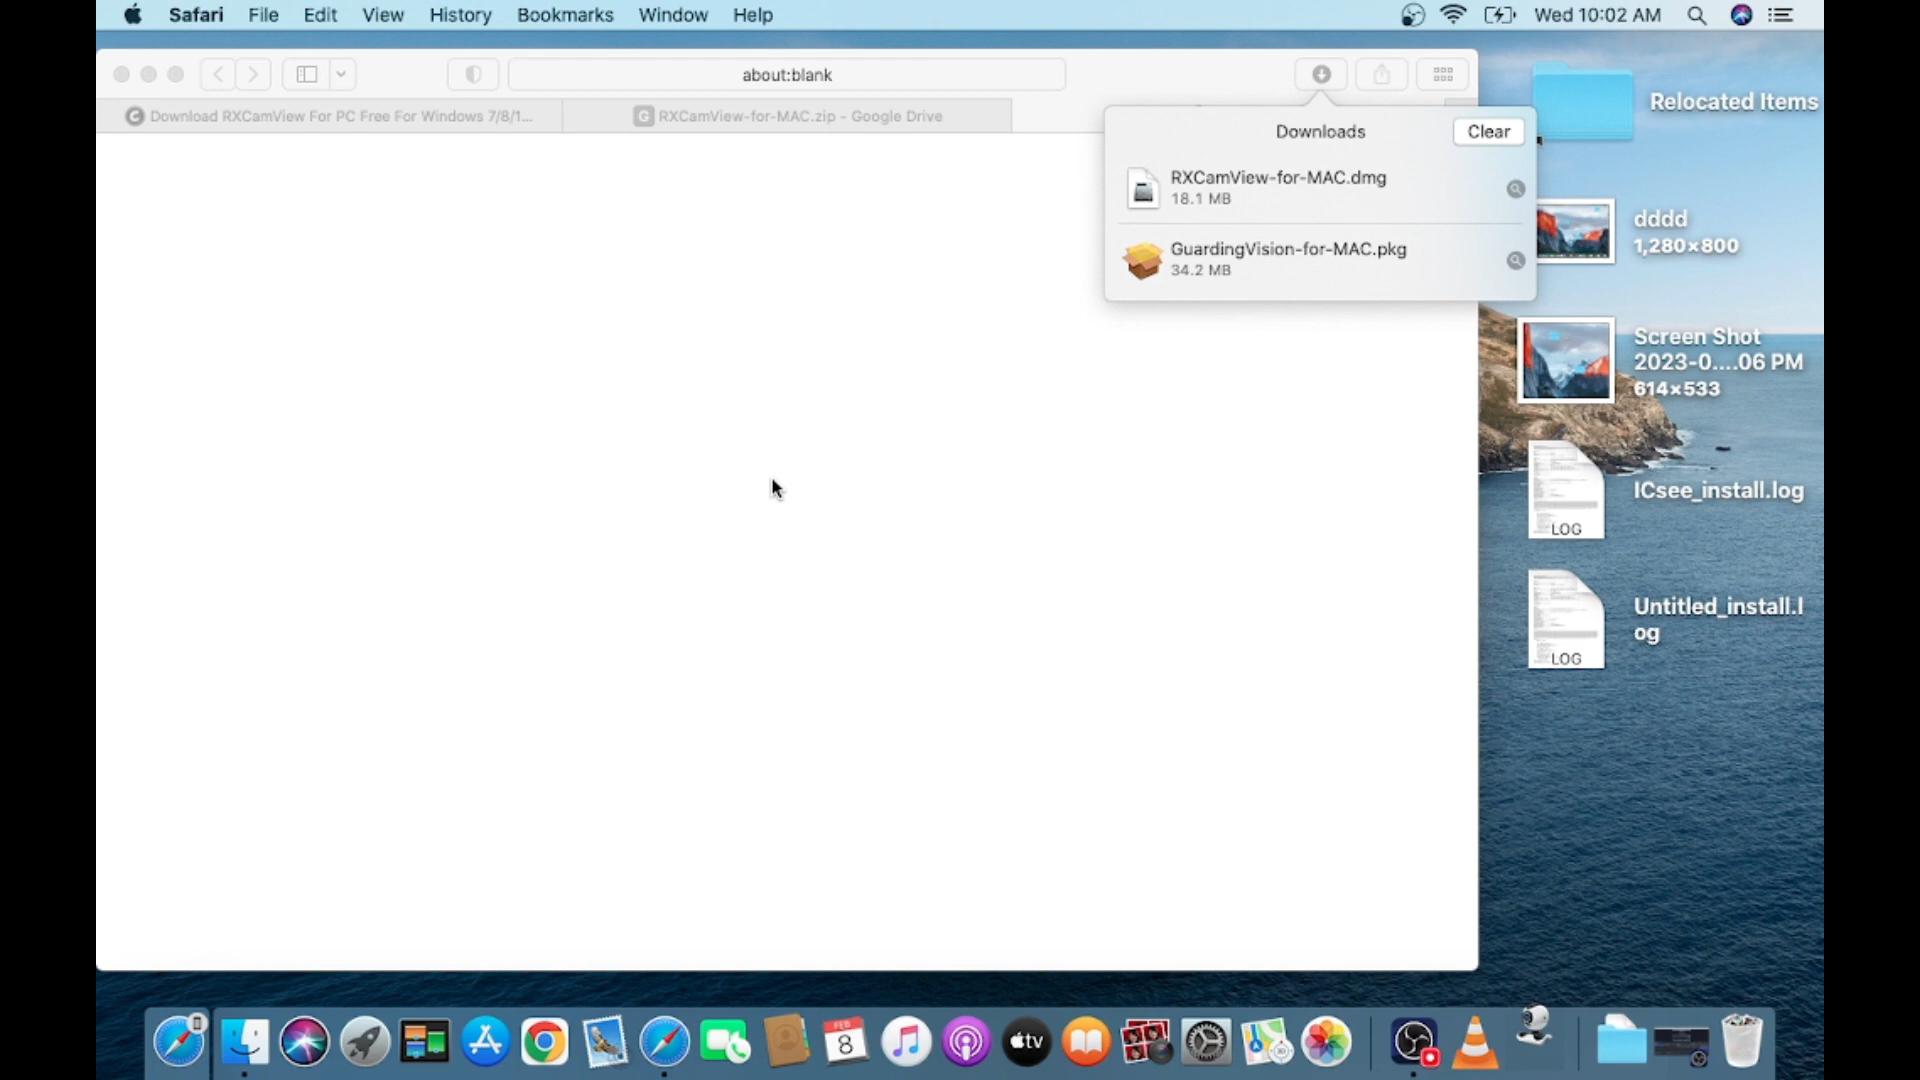 Safari File Edit View History Bookmarks Window Help Wed 10:02 AM
about:blank
Download RXCamView For PC Free For Windows 7/8/1...
RXCamView-for-MAC.zip - Google Drive
Downloads
Clear
RXCamView-for-MAC.dmg
18.1 MB
GuardingVision-for-MAC.pkg
34.2 MB
Relocated Items
dddd
1,280×800
Screen Shot
2023-0....06 PM
614×533
LOG
ICsee_install.log
LOG
Untitled_install.l
og
FEB
8
tv